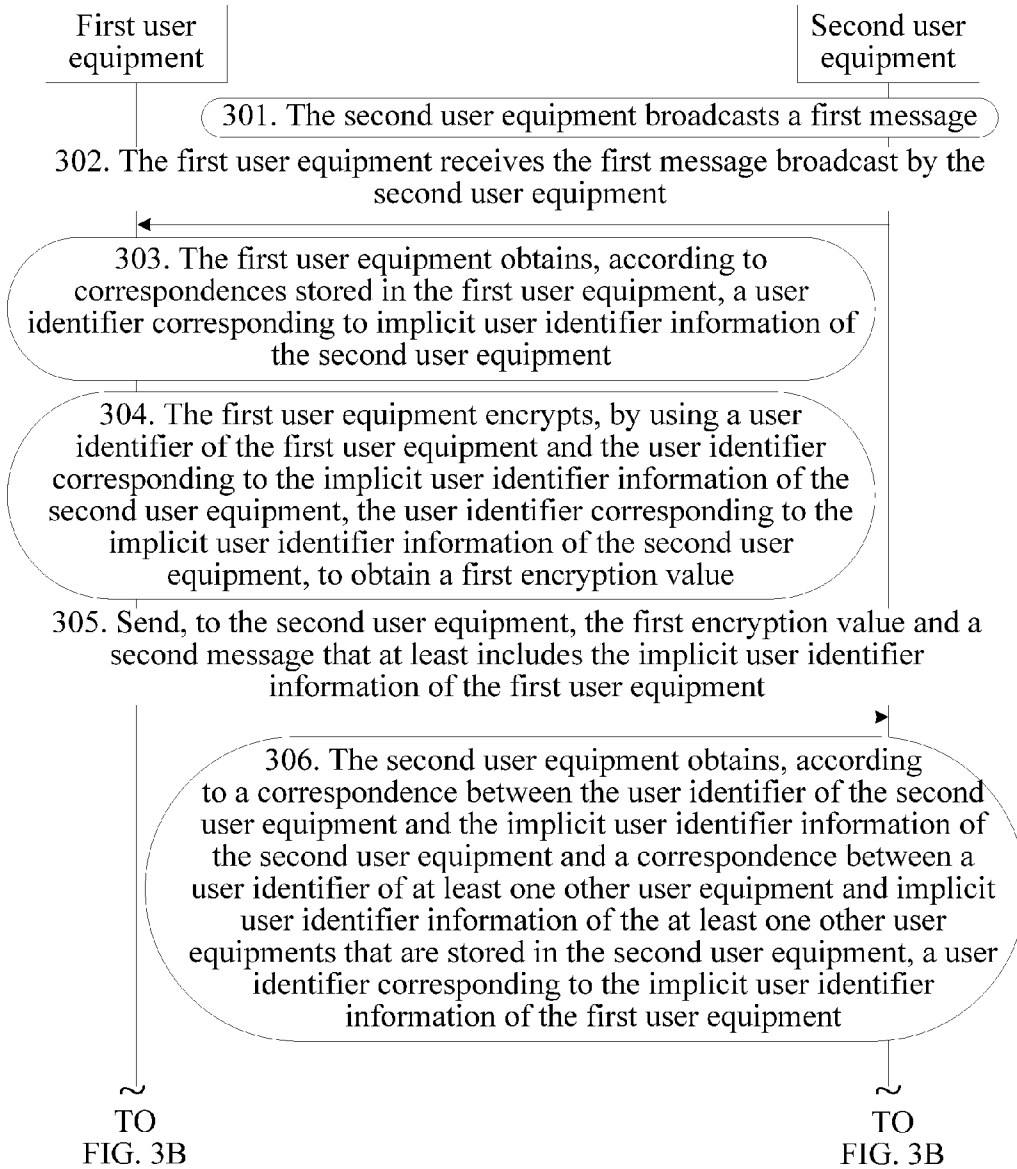 First user
equipment
Second user
equipment
301. The second user equipment broadcasts a first message
302. The first user equipment receives the first message broadcast by the
second user equipment
303. The first user equipment obtains, according to
correspondences stored in the first user equipment, a user
identifier corresponding to implicit user identifier information of
the second user equipment
304. The first user equipment encrypts, by using a user
identifier of the first user equipment and the user identifier
corresponding to the implicit user identifier information of the
second user equipment, the user identifier corresponding to the
implicit user identifier information of the second user
equipment, to obtain a first encryption value
305. Send, to the second user equipment, the first encryption value and a
second message that at least includes the implicit user identifier
information of the first user equipment
306. The second user equipment obtains, according
to a correspondence between the user identifier of the second
user equipment and the implicit user identifier information of
the second user equipment and a correspondence between a
user identifier of at least one other user equipment and implicit
user identifier information of the at least one other user
equipments that are stored in the second user equipment, a user
identifier corresponding to the implicit user identifier
information of the first user equipment
~
TO
FIG. 3B
~
TO
FIG. 3B